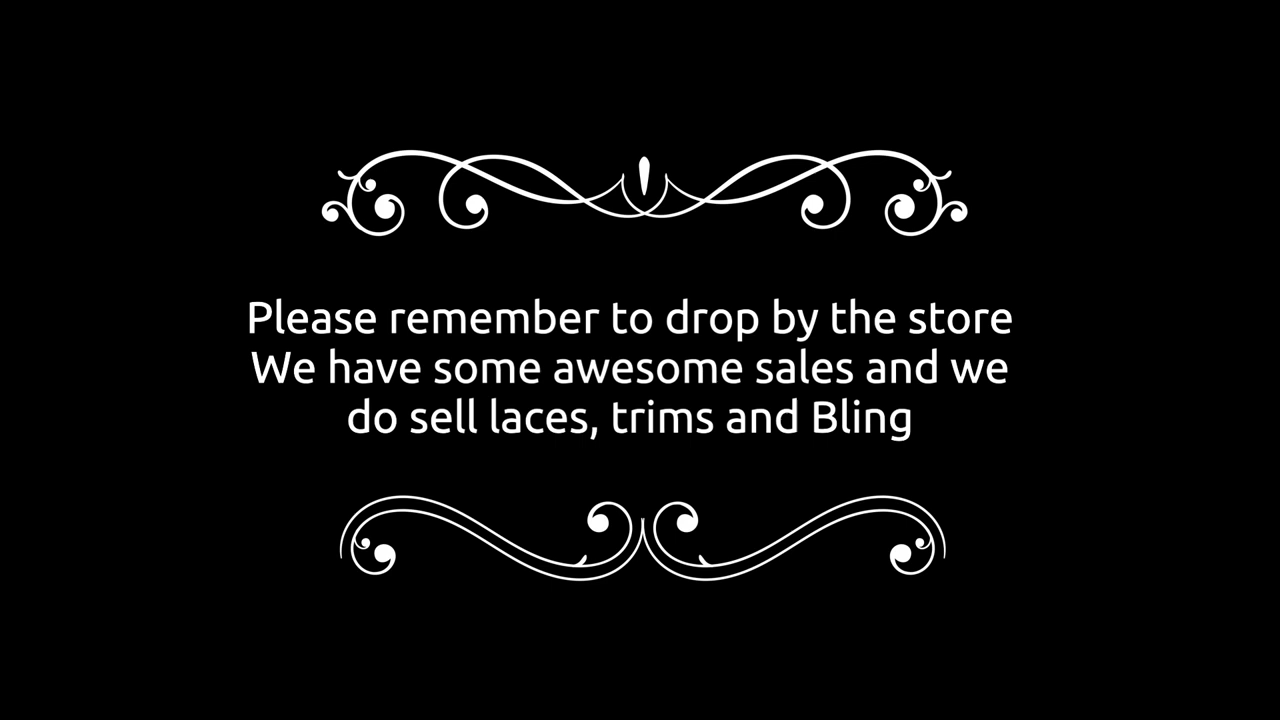 Please remember to drop by the store
We have some awesome sales and we
do sell laces, trims and Bling